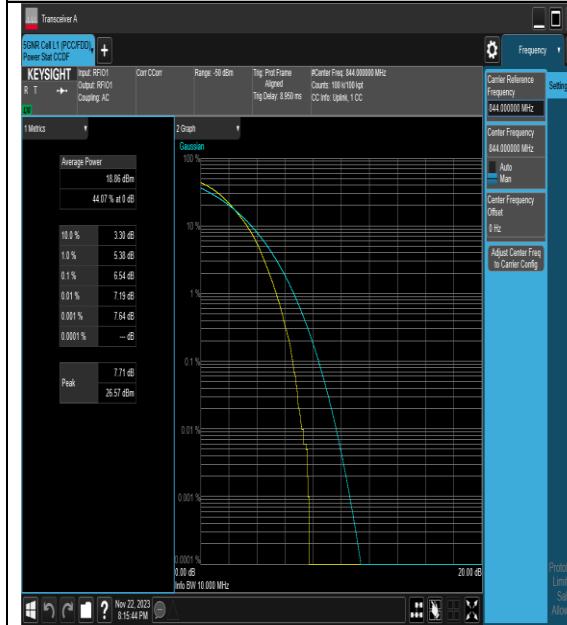 Transceiver A
5GNR Cell L1 (PCC/FDD),
Power Stat CCDF
Frequency
KEYSIGHT
R T
Input: RFIO1
Output: RFIO1
Coupling: AC
Corr CCorr
Range: -50 dBm
Trig: Prot Frame
Aligned
Trig Delay: 8.950 ms
#Center Freq: 844.000000 MHz
Counts: 100 k/100 kpt
CC Info: Uplink, 1 CC
Carrier Reference
Frequency
844.000000 MHz
Setting
Center Frequency
844.000000 MHz
Auto
Man
Center Frequency
Offset
0 Hz
Adjust Center Freq
to Carrier Config
1 Metrics
Average Power
18.86 dBm
44.07 % at 0 dB
10.0 % 3.30 dB
1.0 % 5.38 dB
0.1 % 6.54 dB
0.01 % 7.19 dB
0.001 % 7.64 dB
0.0001 % --- dB
Peak
7.71 dB
26.57 dBm
2 Graph
Gaussian
100 %
10 %
1 %
0.1 %
0.01 %
0.001 %
0.0001 %
0.00 dB
20.00 dB
Info BW 10.000 MHz
Nov 22, 2023
8:15:44 PM